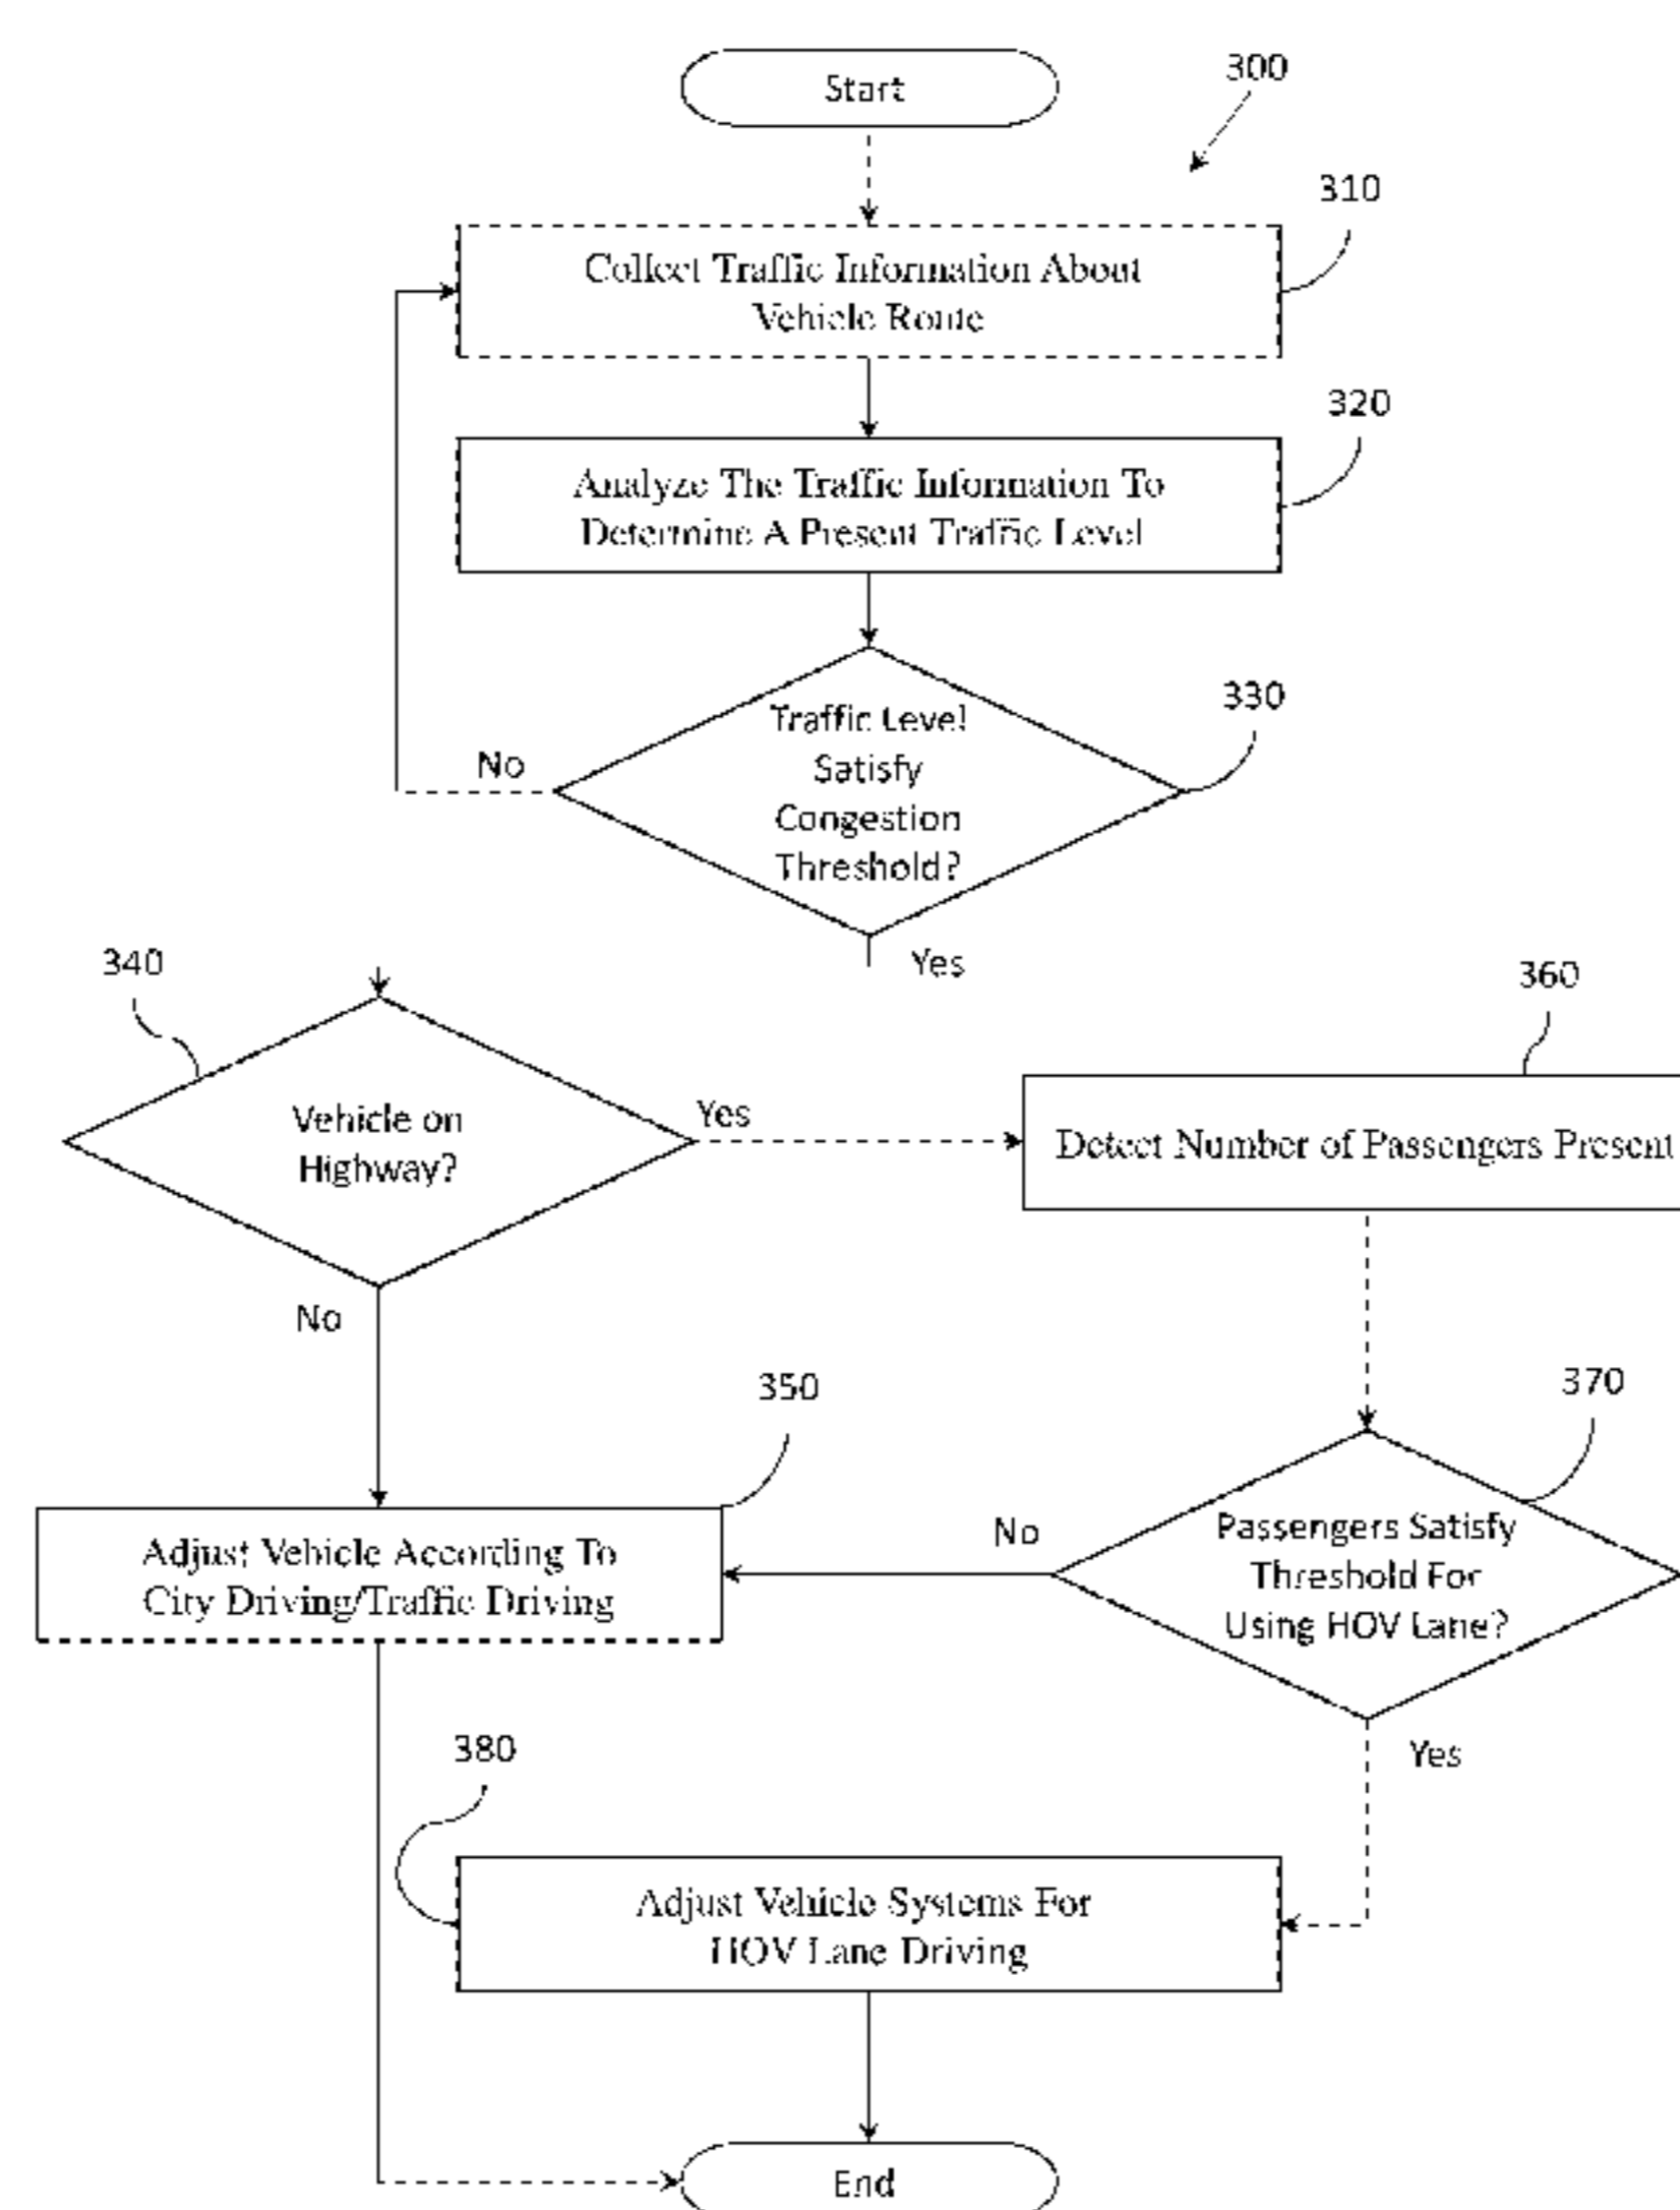 Start
300
310
Collect Traffic Information About
Vehicle Route
320
Analyze The Traffic Information To
Determine A Present Traffic Level
330
Traffic Level
Satisfy
Congestion
Threshold?
No
Yes
340
360
Vehicle on
Highway?
Yes
Detect Number of Passengers Present
No
350
370
Adjust Vehicle According To
City Driving/Traffic Driving
No
Passengers Satisfy
Threshold For
Using HOV Lane?
380
Yes
Adjust Vehicle Systems For
HOV Lane Driving
End